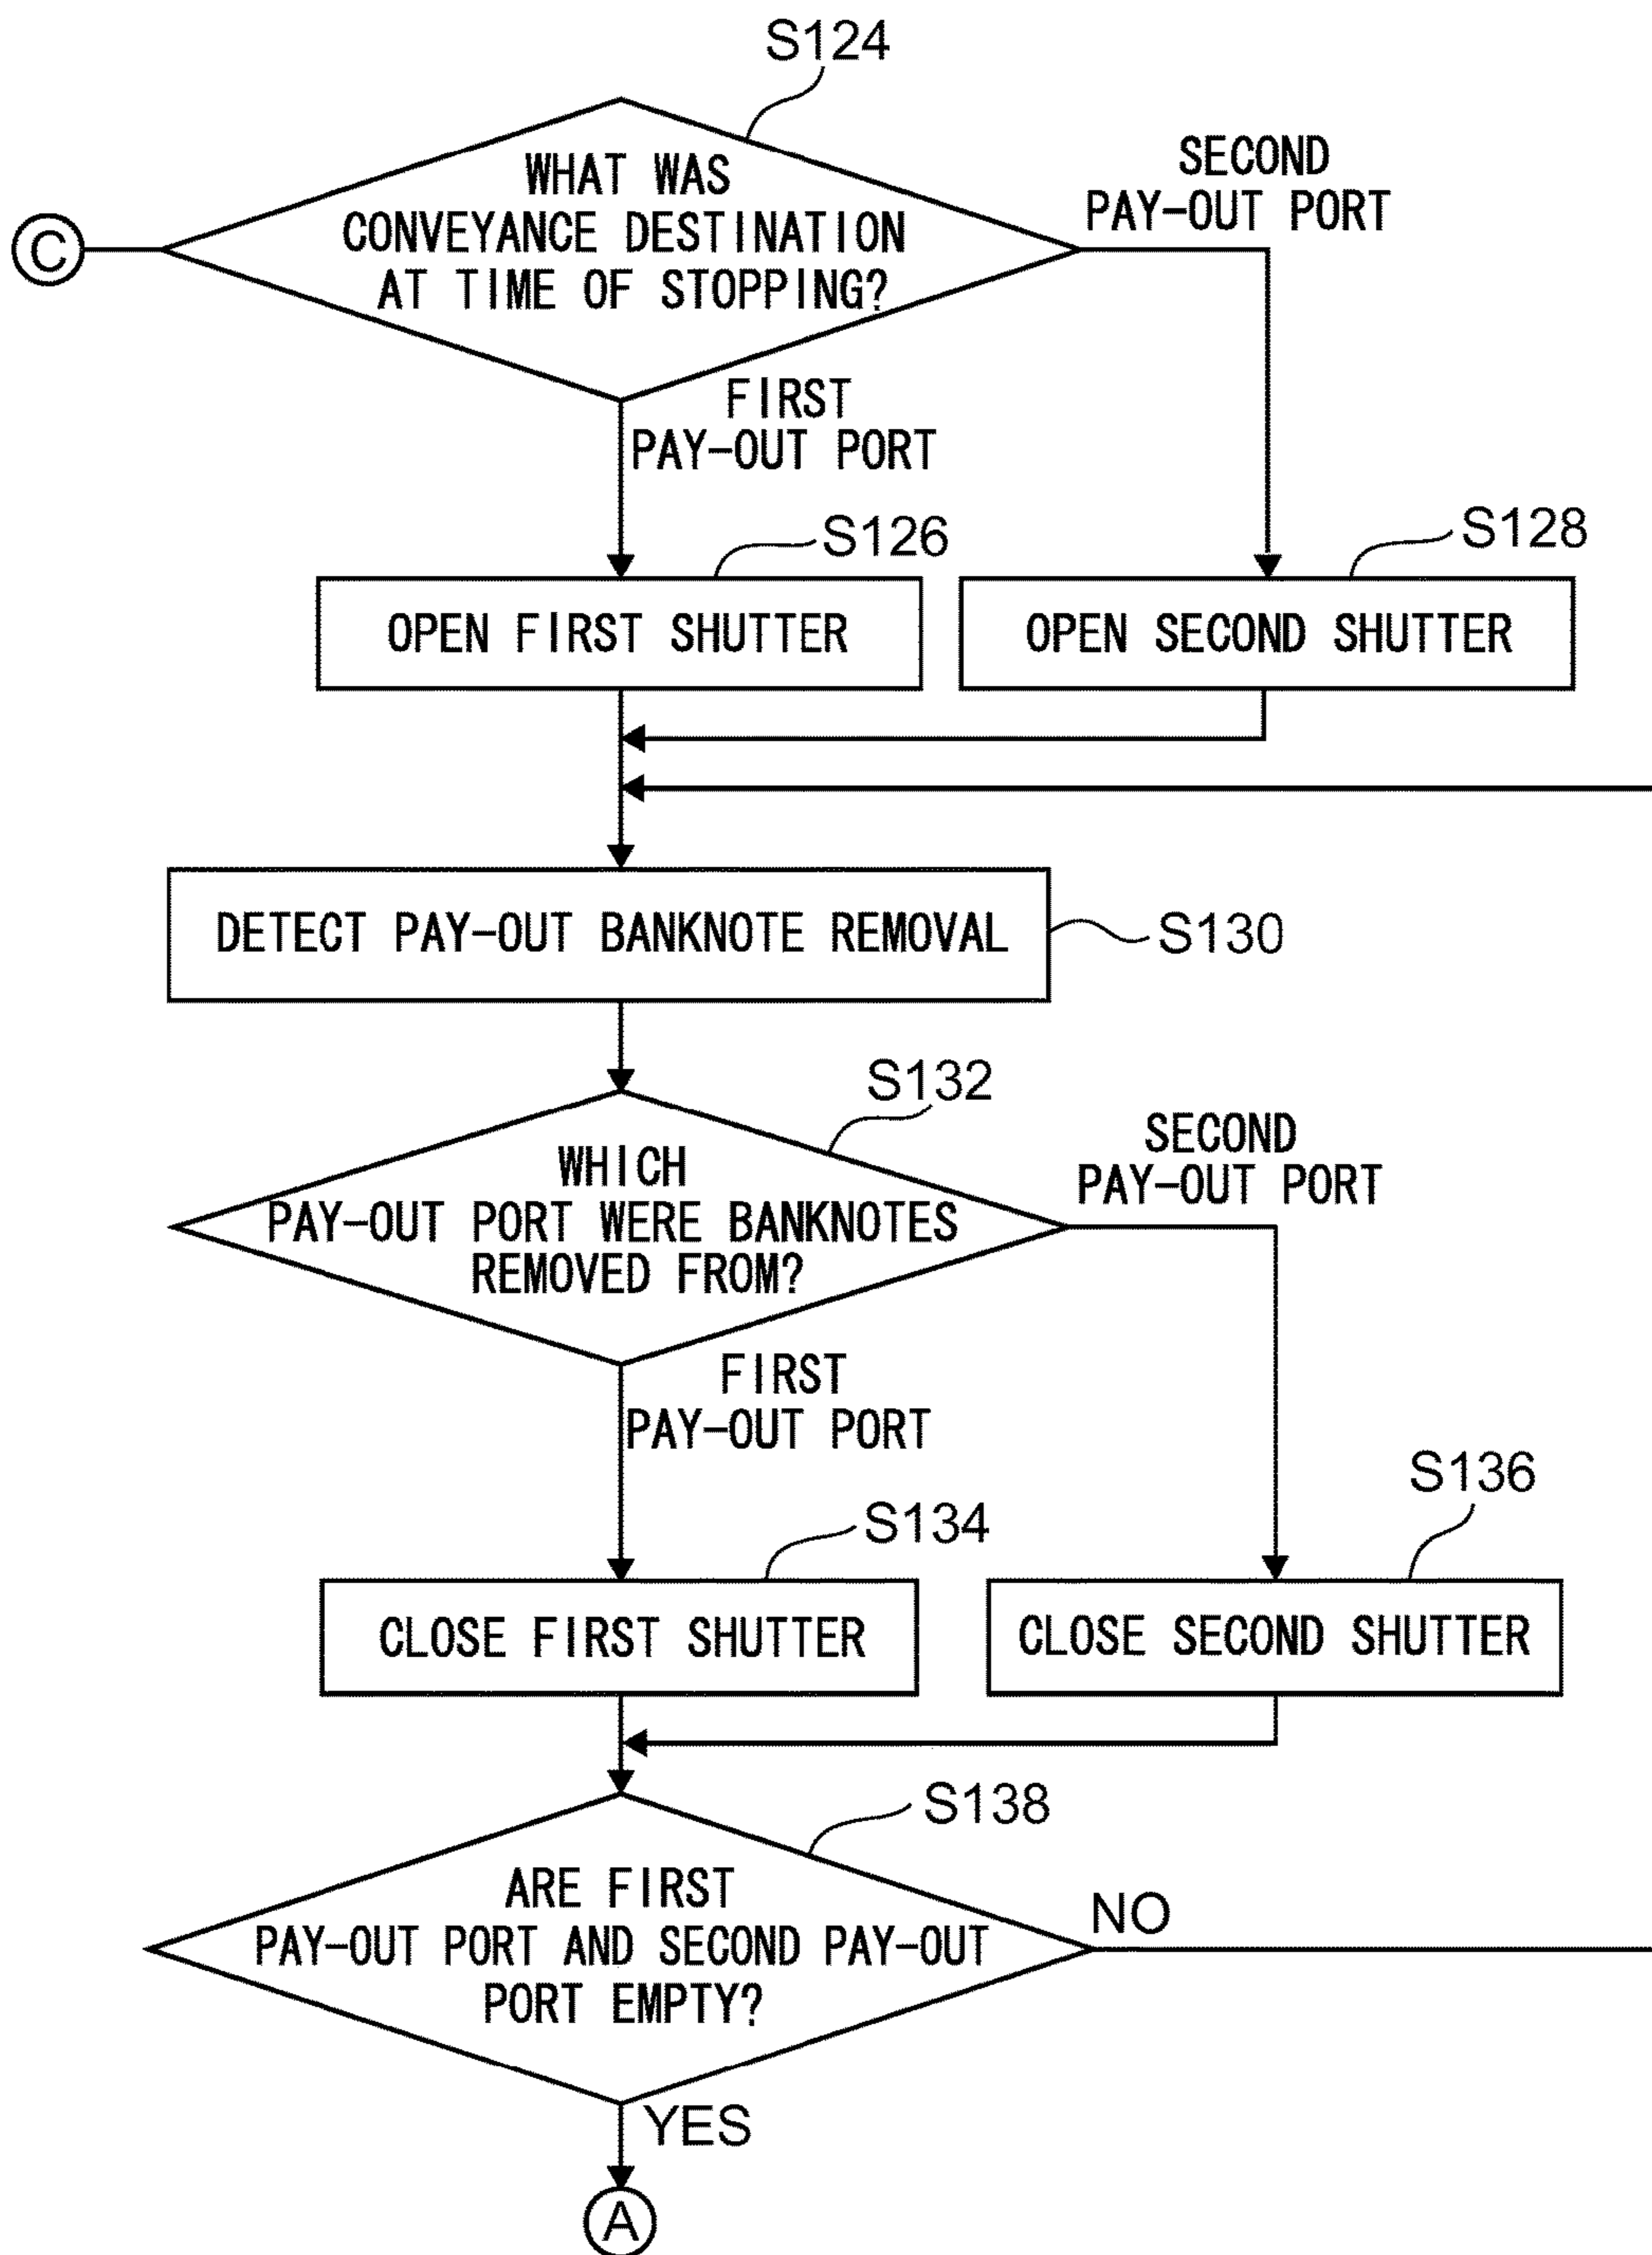 S124
WHAT WAS
CONVEYANCE DESTINATION
AT TIME OF STOPPING?
C
SECOND
PAY-OUT PORT
FIRST
PAY-OUT PORT
S126
S128
OPEN FIRST SHUTTER
OPEN SECOND SHUTTER
DETECT PAY-OUT BANKNOTE REMOVAL
S130
S132
WHICH
PAY-OUT PORT WERE BANKNOTES
REMOVED FROM?
SECOND
PAY-OUT PORT
FIRST
PAY-OUT PORT
S134
S136
CLOSE FIRST SHUTTER
CLOSE SECOND SHUTTER
S138
ARE FIRST
PAY-OUT PORT AND SECOND PAY-OUT
PORT EMPTY?
NO
YES
A